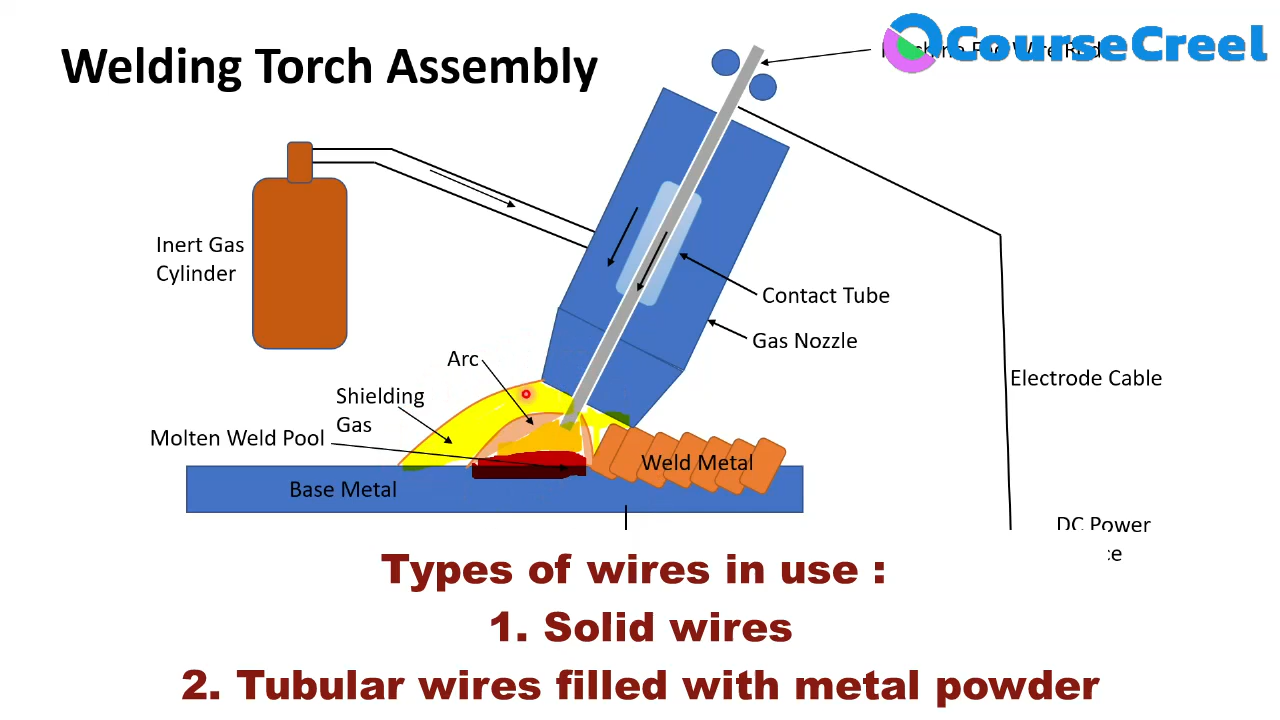 Welding Torch Assembly
CourseCreel
Inert Gas
Cylinder
Contact Tube
Gas Nozzle
Arc
Electrode Cable
Shielding
Gas
Molten Weld Pool
Weld Metal
Base Metal
DC Power
Types of wires in use :
1. Solid wires
2. Tubular wires filled with metal powder